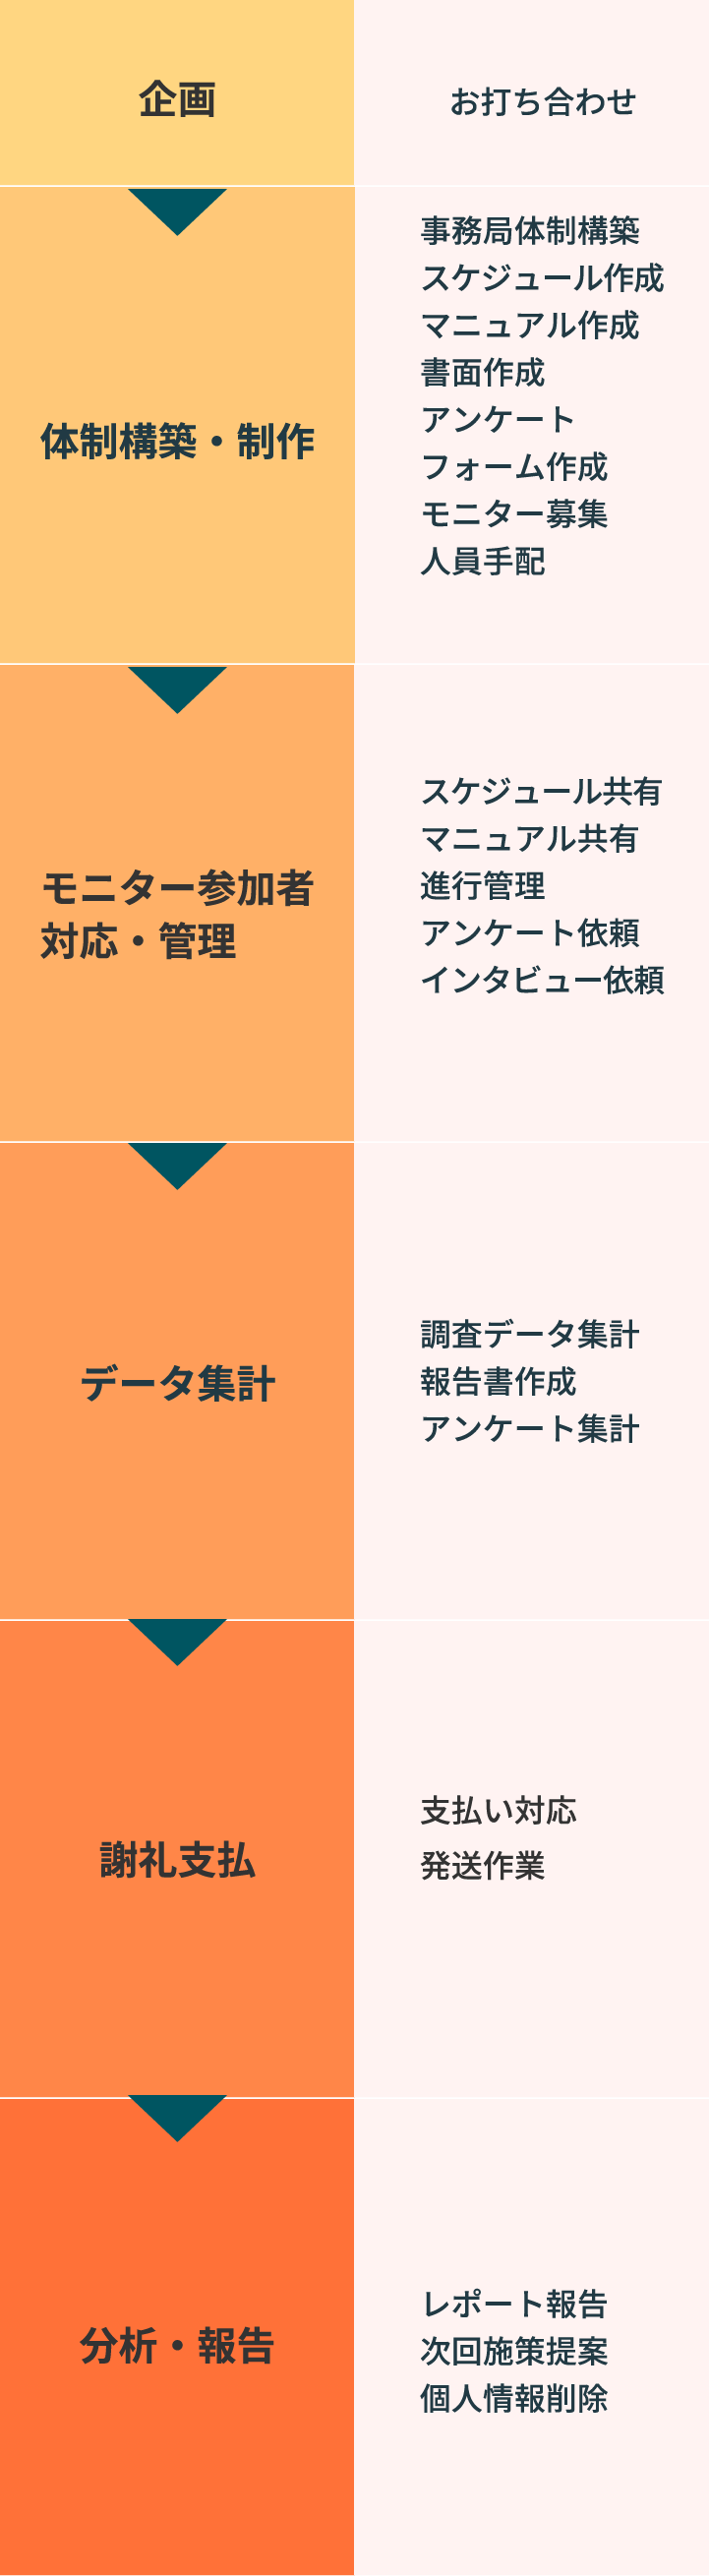 企画
お打ち合わせ
体制構築・制作
事務局体制構築
スケジュール作成
マニュアル作成
書面作成
アンケート
フォーム作成
モニター募集
人員手配
モニター参加者
対応・管理
スケジュール共有
マニュアル共有
進行管理
アンケート依頼
インタビュー依頼
データ集計
調査データ集計
報告書作成
アンケート集計
謝礼支払
支払い対応
発送作業
分析・報告
レポート報告
次回施策提案
個人情報削除